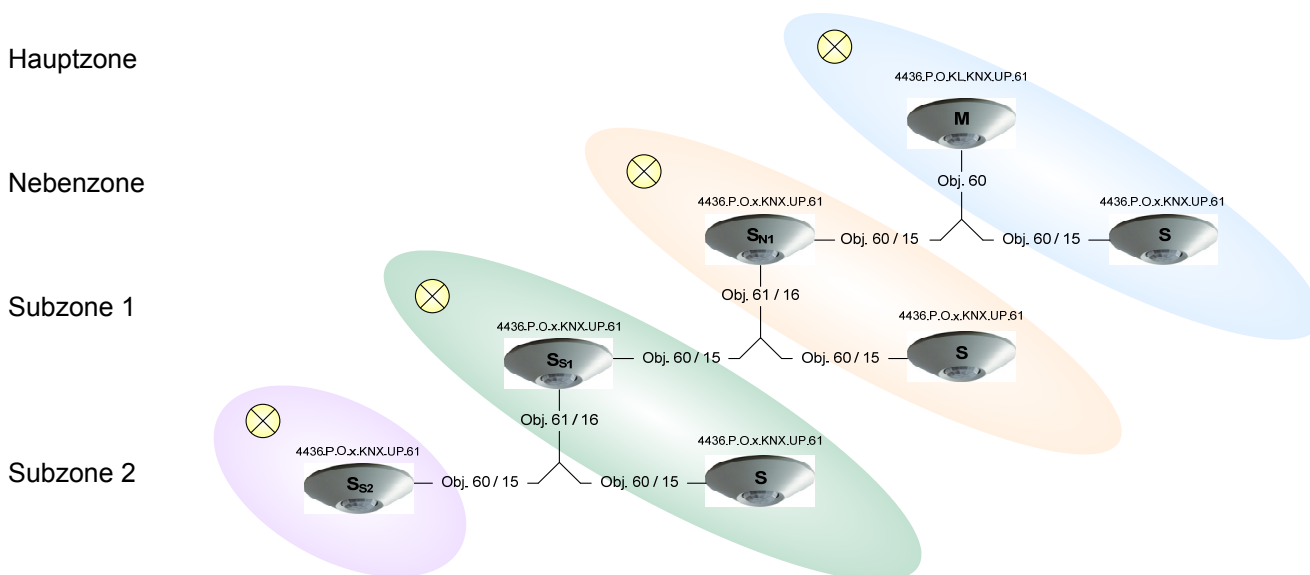 Hauptzone
4436.P.O.KL.KNX.UP.61
M
Obj. 60
Nebenzone
4436.P.O.x.KNX.UP.61
4436.P.O.x.KNX.UP.61
SN1
Obj. 60 / 15
Obj. 60 / 15
S
Obj. 61 / 16
Subzone 1
4436.P.O.x.KNX.UP.61
4436.P.O.x.KNX.UP.61
SS1
Obj. 60 / 15
Obj. 60 / 15
S
Obj. 61 / 16
Subzone 2
4436.P.O.x.KNX.UP.61
4436.P.O.x.KNX.UP.61
SS2
Obj. 60 / 15
Obj. 60 / 15
S